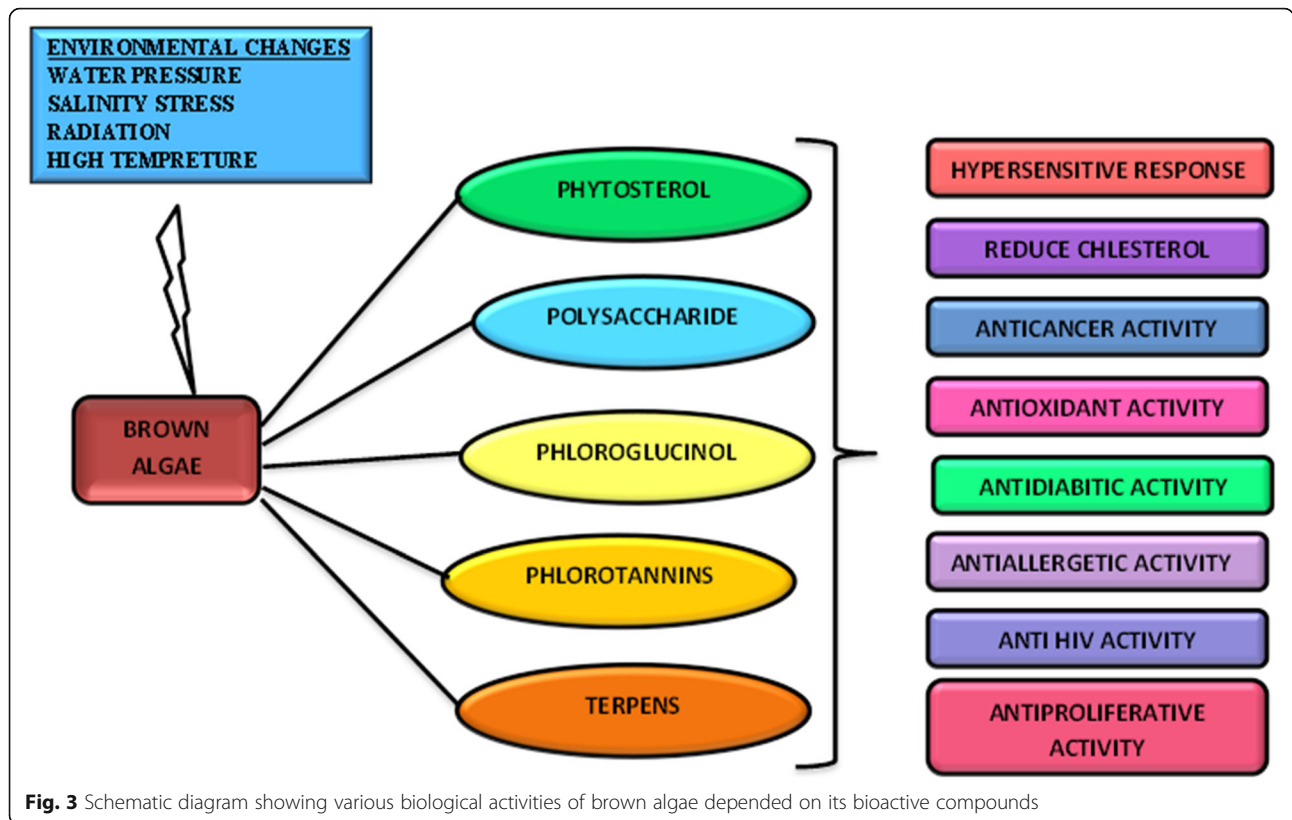 ENVIRONMENTAL CHANGES
WATER PRESSURE
SALINITY STRESS
RADIATION
HIGH TEMPRETURE
BROWN
ALGAE
PHYTOSTEROL
POLYSACCHARIDE
PHLOROGLUCINOL
PHLOROTANNINS
TERPENS
HYPERSENSITIVE RESPONSE
REDUCE CHLESTEROL
ANTICANCER ACTIVITY
ANTIOXIDANT ACTIVITY
ANTIDIABITIC ACTIVITY
ANTIALLERGETIC ACTIVITY
ANTI HIV ACTIVITY
ANTIPROLIFERATIVE
ACTIVITY
Fig. 3 Schematic diagram showing various biological activities of brown algae depended on its bioactive compounds